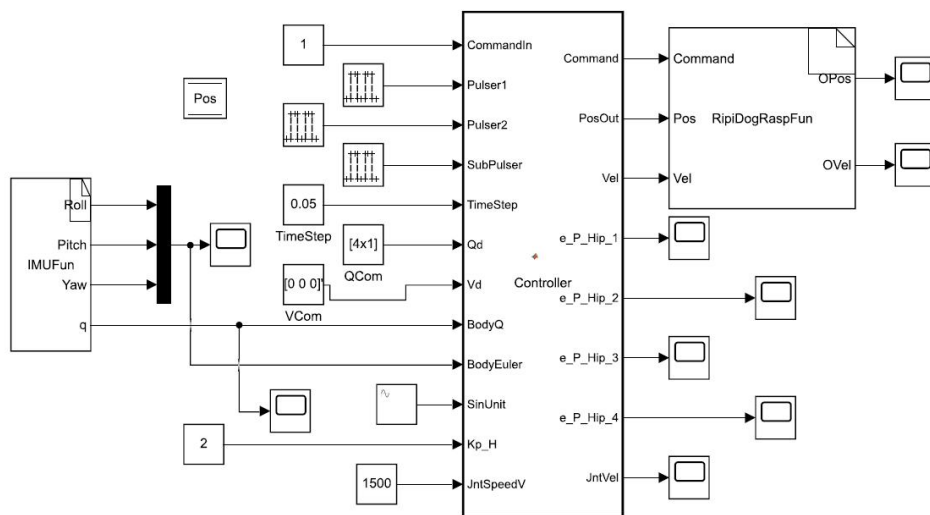 1
Pos
Roll
Pitch
IMUFun
Yaw
q
0.05
TimeStep
[4x1]
QCom
[0 0 0]'
VCom
2
1500
CommandIn
Pulser1
Pulser2
SubPulser
TimeStep
Qd
Vd
BodyQ
BodyEuler
SinUnit
Kp_H
JntSpeedV
Controller
Command
PosOut
Vel
e_P_Hip_1
e_P_Hip_2
e_P_Hip_3
e_P_Hip_4
JntVel
Command
Pos
Vel
RipiDogRaspFun
OPos
OVel